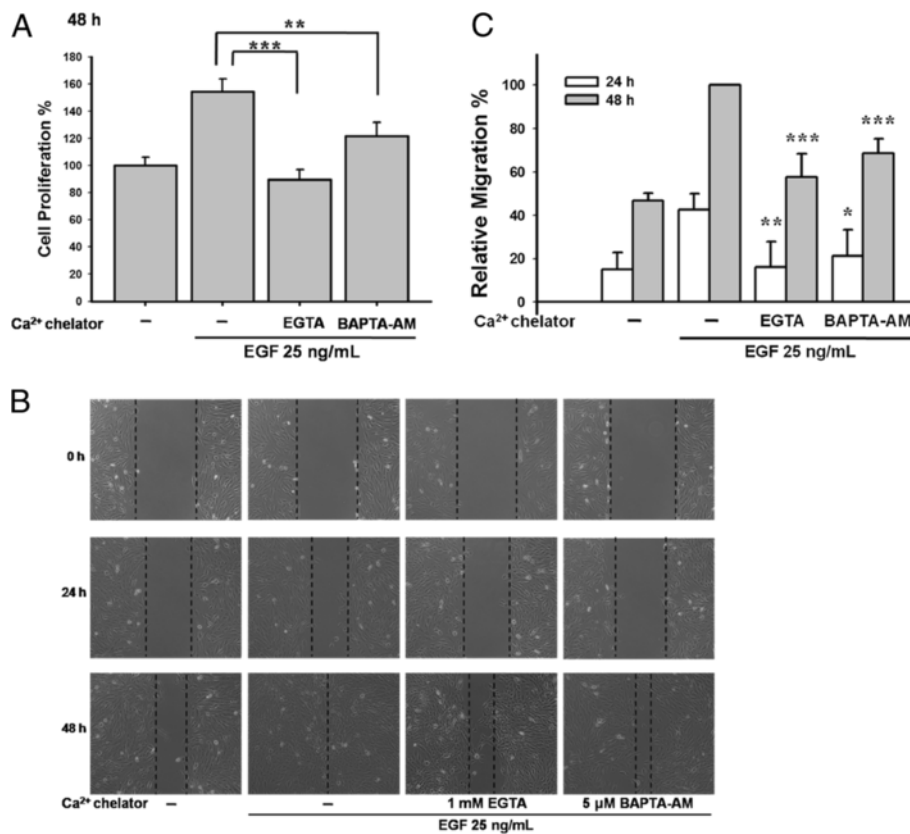 A
48 h
**
***
Cell Proliferation %
180
160
140
120
100
80
60
40
20
0
Ca²⁺ chelator – – EGTA BAPTA-AM
EGF 25 ng/mL
C
24 h
48 h
Relative Migration %
100
80
60
40
20
0
** *** * ***
Ca²⁺ chelator – – EGTA BAPTA-AM
EGF 25 ng/mL
B
0 h
24 h
48 h
Ca²⁺ chelator – – 1 mM EGTA 5 µM BAPTA-AM
EGF 25 ng/mL